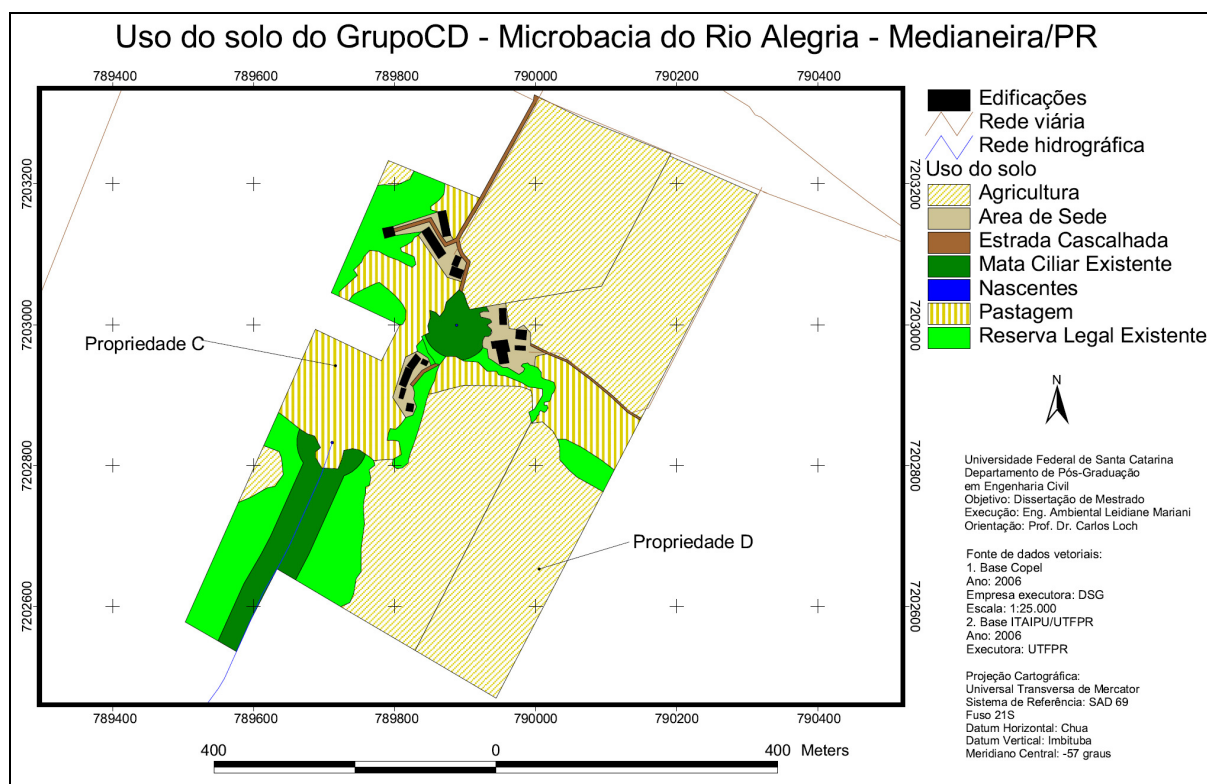 Uso do solo do GrupoCD - Microbacia do Rio Alegria - Medianeira/PR
789400 789600 789800 790000 790200 790400
7203200 7203200
7203000 7203000
7202800 7202800
7202600 7202600
Propriedade C
Propriedade D
789400 789600 789800 790000 790200 790400
400 0 400 Meters
Edificações
Rede viária
Rede hidrográfica
Uso do solo
Agricultura
Area de Sede
Estrada Cascalhada
Mata Ciliar Existente
Nascentes
Pastagem
Reserva Legal Existente
N
Universidade Federal de Santa Catarina
Departamento de Pós-Graduação
em Engenharia Civil
Objetivo: Dissertação de Mestrado
Execução: Eng. Ambiental Leidiane Mariani
Orientação: Prof. Dr. Carlos Loch
Fonte de dados vetoriais:
1. Base Copel
Ano: 2006
Empresa executora: DSG
Escala: 1:25.000
2. Base ITAIPU/UTFPR
Ano: 2006
Executora: UTFPR
Projeção Cartográfica:
Universal Transversa de Mercator
Sistema de Referência: SAD 69
Fuso 21S
Datum Horizontal: Chua
Datum Vertical: Imbituba
Meridiano Central: -57 graus